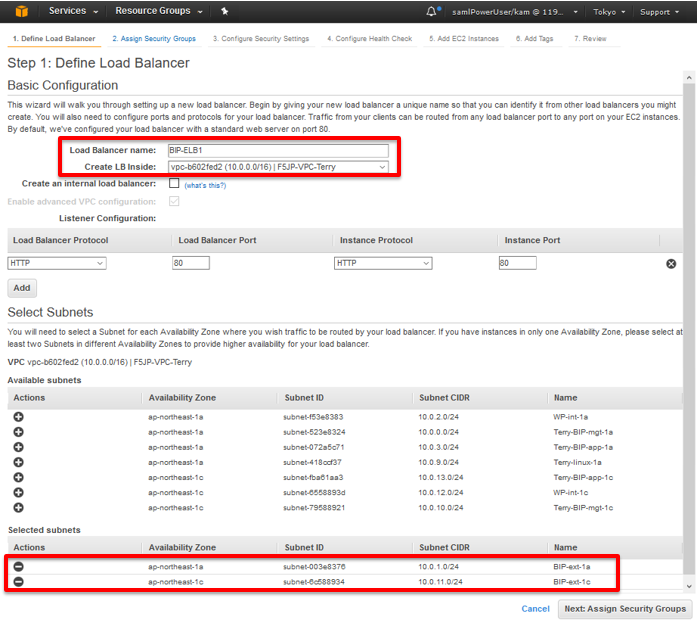 Services Resource Groups samlPowerUser/kam @ 119... Tokyo Support
1. Define Load Balancer 2. Assign Security Groups 3. Configure Security Settings 4. Configure Health Check 5. Add EC2 Instances 6. Add Tags 7. Review
Step 1: Define Load Balancer
Basic Configuration
This wizard will walk you through setting up a new load balancer. Begin by giving your new load balancer a unique name so that you can identify it from other load balancers you might
create. You will also need to configure ports and protocols for your load balancer. Traffic from your clients can be routed from any load balancer port to any port on your EC2 instances.
By default, we've configured your load balancer with a standard web server on port 80.
Load Balancer name: BIP-ELB1
Create LB Inside: vpc-b602fed2 (10.0.0.0/16) | F5JP-VPC-Terry
Create an internal load balancer: (what's this?)
Enable advanced VPC configuration:
Listener Configuration:
Load Balancer Protocol Load Balancer Port Instance Protocol Instance Port
HTTP 80 HTTP 80
Add
Select Subnets
You will need to select a Subnet for each Availability Zone where you wish traffic to be routed by your load balancer. If you have instances in only one Availability Zone, please select at
least two Subnets in different Availability Zones to provide higher availability for your load balancer.
VPC vpc-b602fed2 (10.0.0.0/16) | F5JP-VPC-Terry
Available subnets
Actions Availability Zone Subnet ID Subnet CIDR Name
ap-northeast-1a subnet-f53e8383 10.0.2.0/24 WP-int-1a
ap-northeast-1a subnet-523e8324 10.0.0.0/24 Terry-BIP-mgt-1a
ap-northeast-1a subnet-072a5c71 10.0.3.0/24 Terry-BIP-app-1a
ap-northeast-1a subnet-418ccf37 10.0.9.0/24 Terry-linux-1a
ap-northeast-1c subnet-fba61aa3 10.0.13.0/24 Terry-BIP-app-1c
ap-northeast-1c subnet-6558893d 10.0.12.0/24 WP-int-1c
ap-northeast-1c subnet-79588921 10.0.10.0/24 Terry-BIP-mgt-1c
Selected subnets
Actions Availability Zone Subnet ID Subnet CIDR Name
ap-northeast-1a subnet-003e8376 10.0.1.0/24 BIP-ext-1a
ap-northeast-1c subnet-6c588934 10.0.11.0/24 BIP-ext-1c
Cancel Next: Assign Security Groups